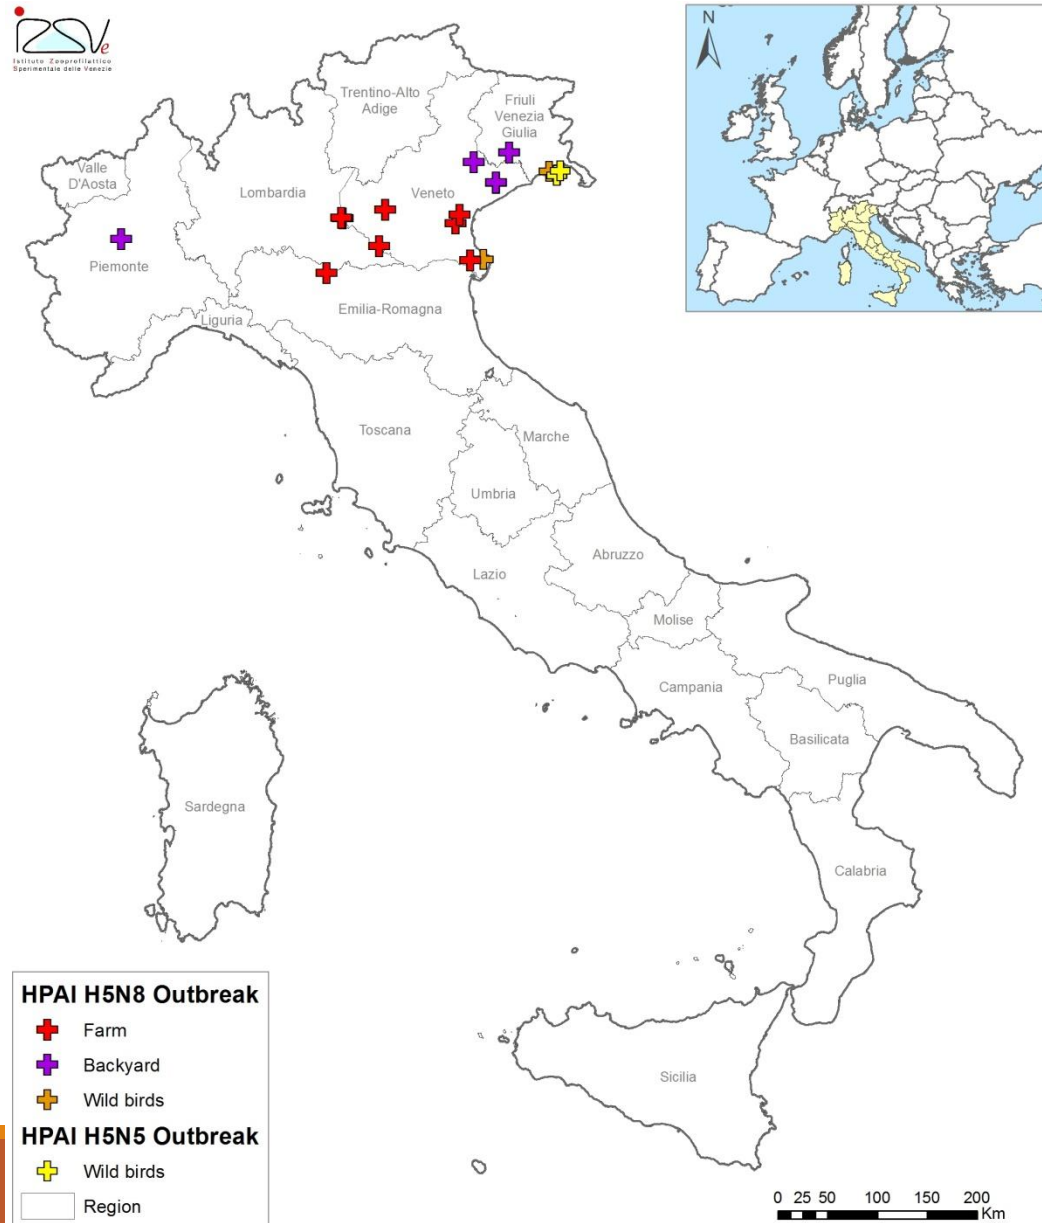 IZSVe
Istituto Zooprofilattico
Sperimentale delle Venezie
N
Trentino-Alto
Adige
Friuli
Venezia
Giulia
Valle
D'Aosta
Lombardia
Veneto
Piemonte
Emilia-Romagna
Liguria
Toscana
Marche
Umbria
Abruzzo
Lazio
Molise
Campania
Puglia
Basilicata
Sardegna
Calabria
Sicilia
HPAI H5N8 Outbreak
Farm
Backyard
Wild birds
HPAI H5N5 Outbreak
Wild birds
Region
0 25 50 100 150 200
Km